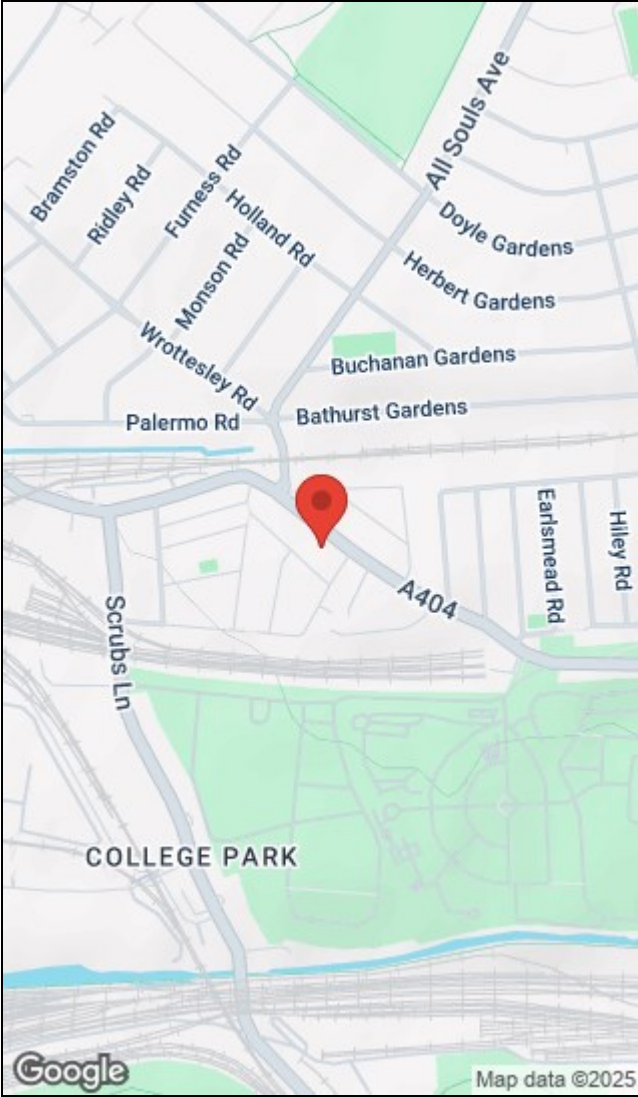 All Souls Ave
Bramston Rd
Ridley Rd
Furness Rd
Holland Rd
Monson Rd
Doyle Gardens
Herbert Gardens
Wrottesley Rd
Buchanan Gardens
Palermo Rd
Bathurst Gardens
Earlsmead Rd
Hiley Rd
A404
Scrubs Ln
COLLEGE PARK
Google
Map data ©2025